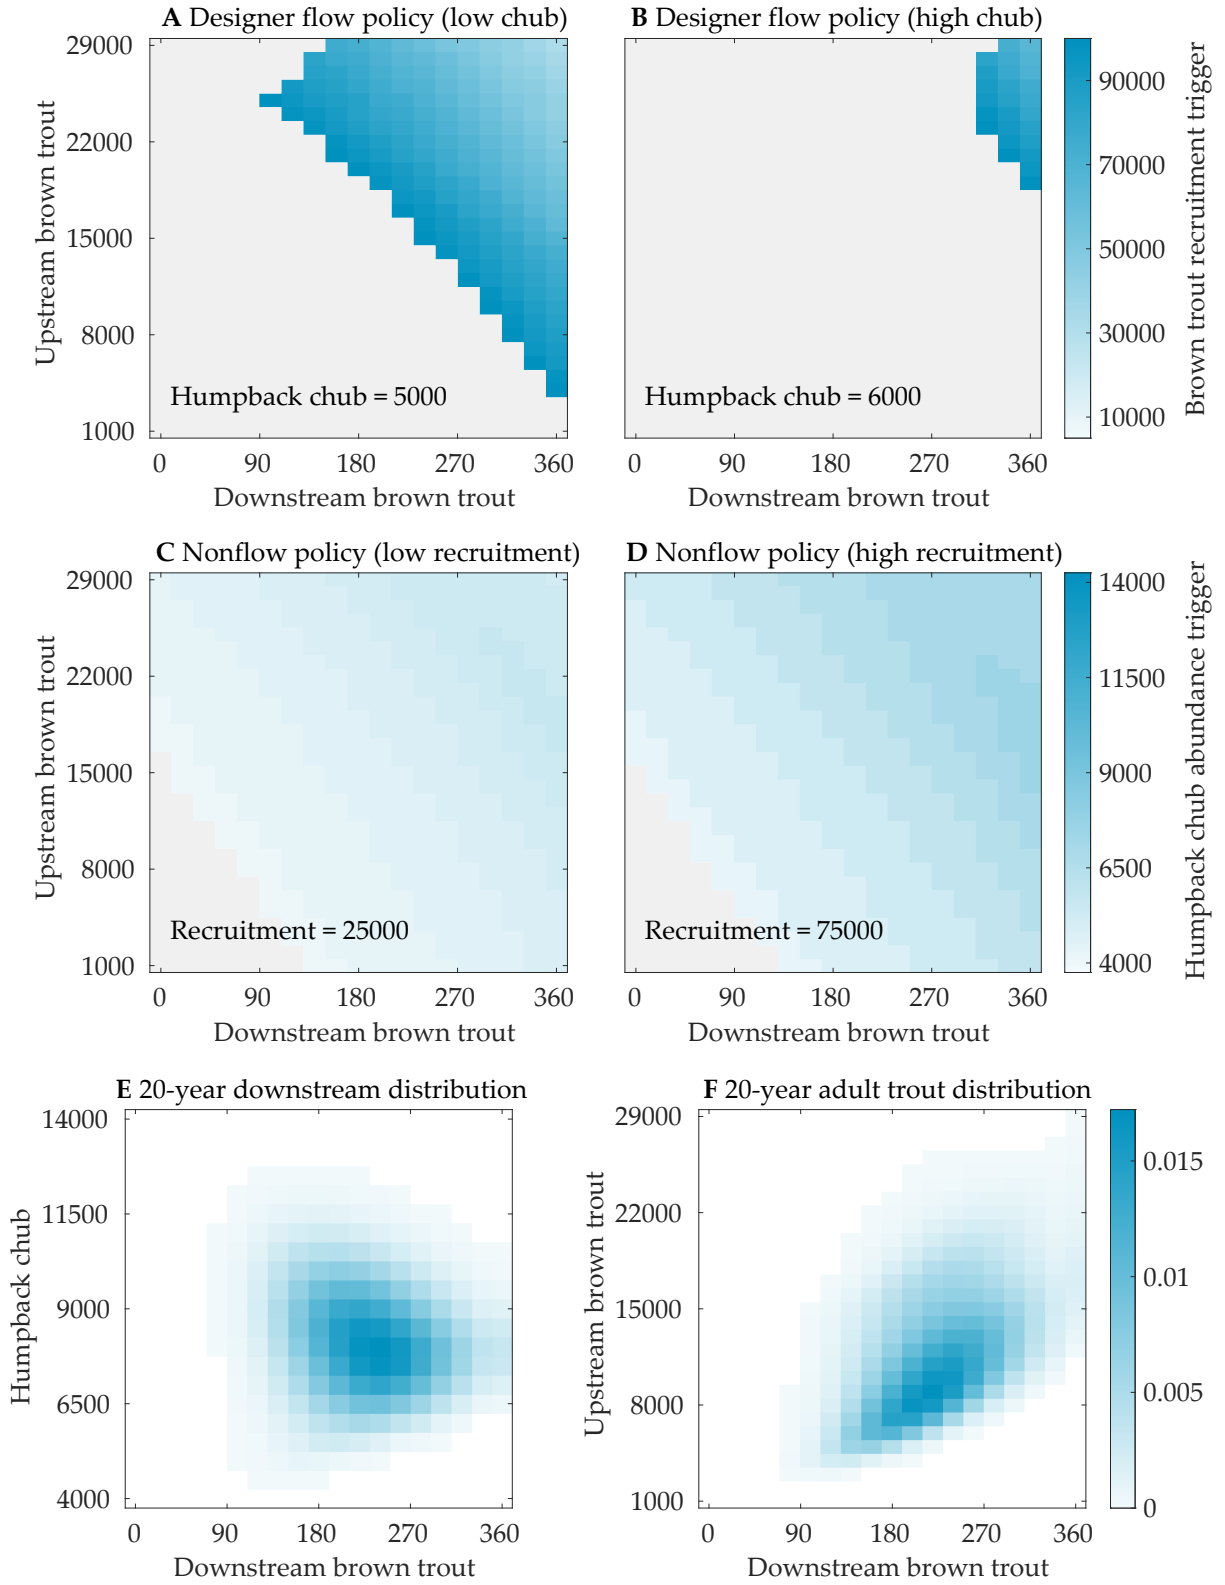 A Designer flow policy (low chub)
B Designer flow policy (high chub)
29000
22000
15000
8000
1000
Upstream brown trout
Humpback chub = 5000
0 90 180 270 360
Downstream brown trout
Humpback chub = 6000
0 90 180 270 360
Downstream brown trout
90000
70000
50000
30000
10000
Brown trout recruitment trigger
C Nonflow policy (low recruitment)
D Nonflow policy (high recruitment)
29000
22000
15000
8000
1000
Upstream brown trout
Recruitment = 25000
0 90 180 270 360
Downstream brown trout
Recruitment = 75000
0 90 180 270 360
Downstream brown trout
14000
11500
9000
6500
4000
Humpback chub abundance trigger
E 20-year downstream distribution
F 20-year adult trout distribution
14000
11500
9000
6500
4000
Humpback chub
0 90 180 270 360
Downstream brown trout
29000
22000
15000
8000
1000
Upstream brown trout
0 90 180 270 360
Downstream brown trout
0.015
0.01
0.005
0